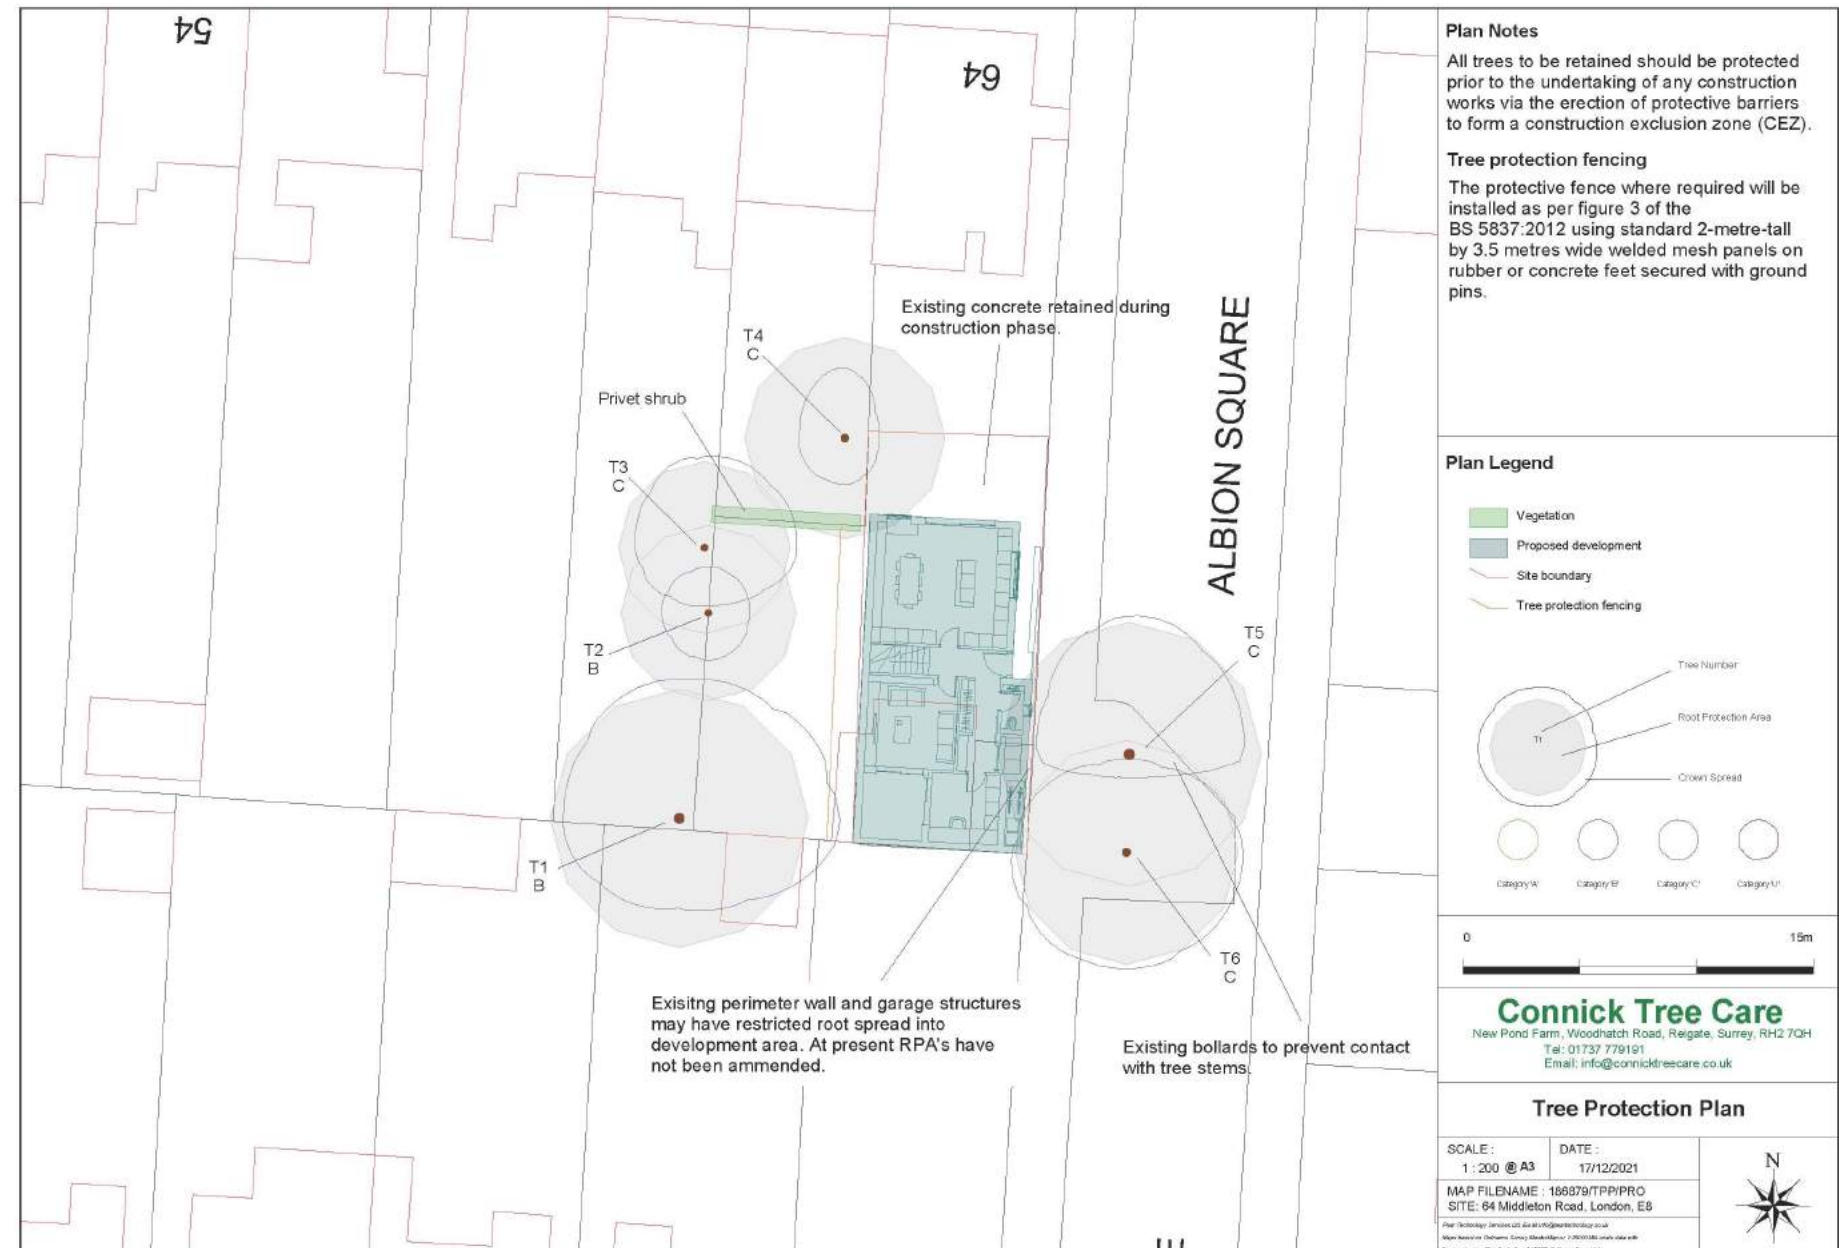 54
64
Existing concrete retained during
construction phase.
T4
C
Privet shrub
T3
C
T2
B
T1
B
T5
C
T6
C
ALBION SQUARE
Exisitng perimeter wall and garage structures
may have restricted root spread into
development area. At present RPA's have
not been ammended.
Existing bollards to prevent contact
with tree stems.
Plan Notes
All trees to be retained should be protected
prior to the undertaking of any construction
works via the erection of protective barriers
to form a construction exclusion zone (CEZ).
Tree protection fencing
The protective fence where required will be
installed as per figure 3 of the
BS 5837:2012 using standard 2-metre-tall
by 3.5 metres wide welded mesh panels on
rubber or concrete feet secured with ground
pins.
Plan Legend
Vegetation
Proposed development
Site boundary
Tree protection fencing
Tree Number
Root Protection Area
T1
Crown Spread
Category 'A'
Category 'B'
Category 'C'
Category 'U'
0
15m
Connick Tree Care
New Pond Farm, Woodhatch Road, Reigate, Surrey, RH2 7QH
Tel: 01737 779191
Email: info@connicktreecare.co.uk
Tree Protection Plan
SCALE :
1 : 200 @ A3
DATE :
17/12/2021
N
MAP FILENAME : 186879/TPP/PRO
SITE: 64 Middleton Road, London, E8